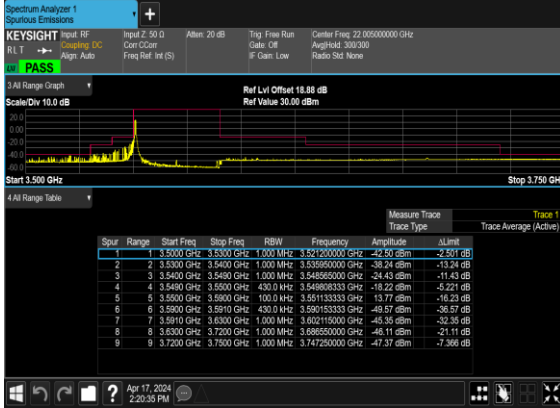 Spectrum Analyzer 1
Spurious Emissions
KEYSIGHT Input: RF Input Z: 50 Ω Atten: 20 dB Trig: Free Run Center Freq: 22.005000000 GHz
RLT Coupling: DC Corr CCorr Gate: Off Avg|Hold: 300/300
Align: Auto Freq Ref: Int (S) IF Gain: Low Radio Std: None
LXI PASS
3 All Range Graph
Ref Lvl Offset 18.88 dB
Scale/Div 10.0 dB Ref Value 30.00 dBm
20.0
0.00
-20.0
-40.0
-60.0
Start 3.500 GHz Stop 3.750 GH
4 All Range Table
Measure Trace Trace 1
Trace Type Trace Average (Active)
Spur Range Start Freq Stop Freq RBW Frequency Amplitude ΔLimit
1 1 3.5000 GHz 3.5300 GHz 1.000 MHz 3.521200000 GHz -42.50 dBm -2.501 dB
2 2 3.5300 GHz 3.5400 GHz 1.000 MHz 3.535950000 GHz -38.24 dBm -13.24 dB
3 3 3.5400 GHz 3.5490 GHz 1.000 MHz 3.548565000 GHz -24.43 dBm -11.43 dB
4 4 3.5490 GHz 3.5500 GHz 430.0 kHz 3.549808333 GHz -18.22 dBm -5.221 dB
5 5 3.5500 GHz 3.5900 GHz 100.0 kHz 3.551133333 GHz 13.77 dBm -16.23 dB
6 6 3.5900 GHz 3.5910 GHz 430.0 kHz 3.590153333 GHz -49.57 dBm -36.57 dB
7 7 3.5910 GHz 3.6300 GHz 1.000 MHz 3.602115000 GHz -45.35 dBm -32.35 dB
8 8 3.6300 GHz 3.7200 GHz 1.000 MHz 3.686550000 GHz -46.11 dBm -21.11 dB
9 9 3.7200 GHz 3.7500 GHz 1.000 MHz 3.747250000 GHz -47.37 dBm -7.366 dB
Apr 17, 2024
2:20:35 PM